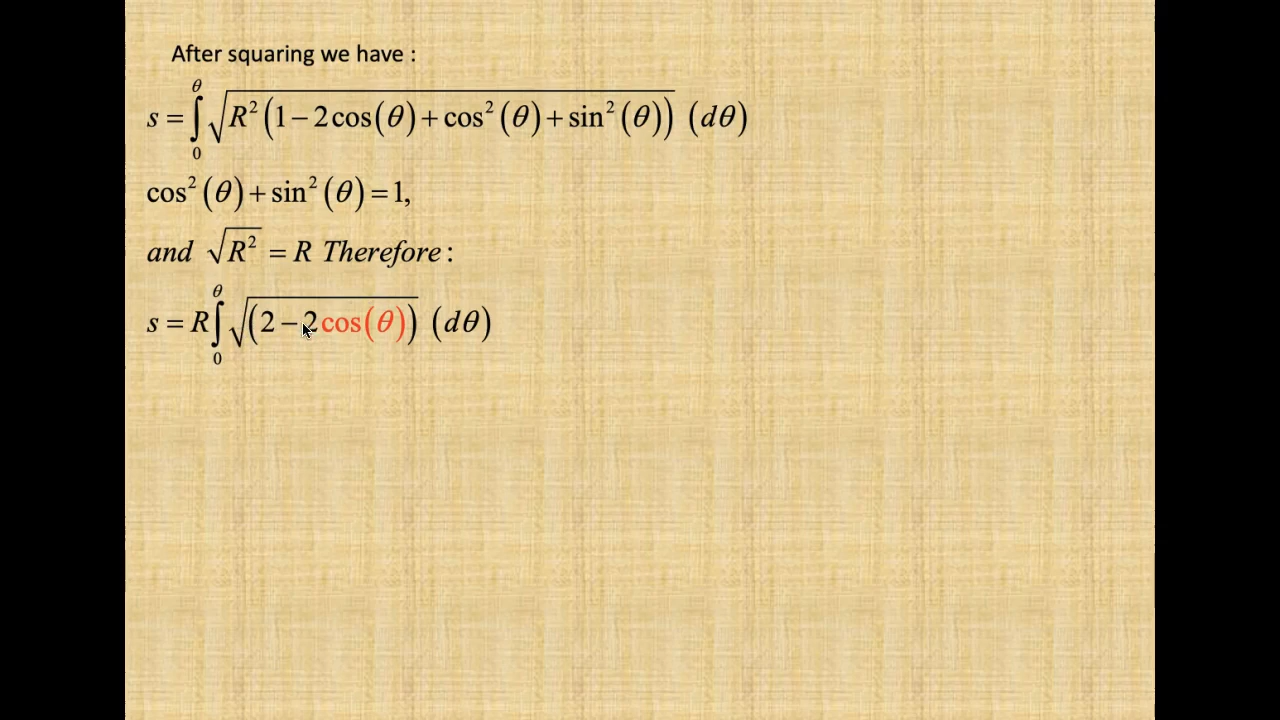 After squaring we have :
s = ∫₀^θ √(R²(1 − 2cos(θ) + cos²(θ) + sin²(θ))) (dθ)
cos²(θ) + sin²(θ) = 1,
and √(R²) = R Therefore :
s = R∫₀^θ √((2 − 2cos(θ))) (dθ)